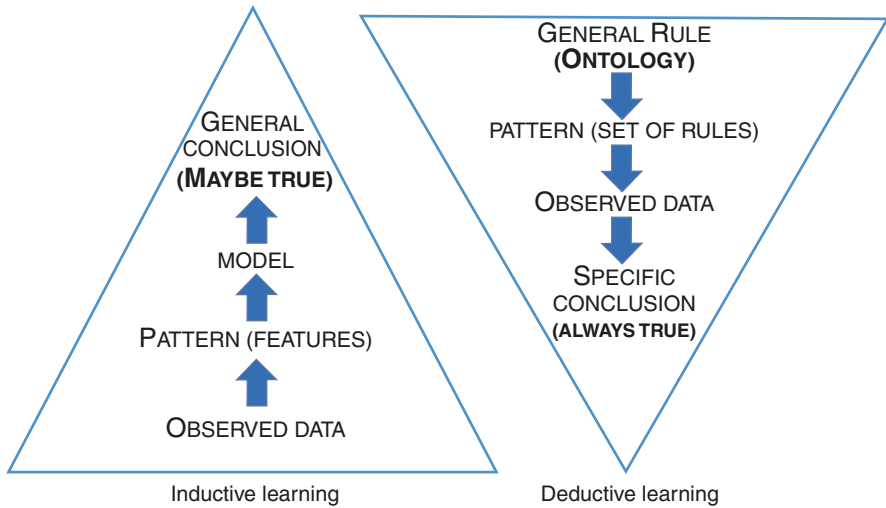 GENERAL
CONCLUSION
(MAYBE TRUE)
MODEL
PATTERN (FEATURES)
OBSERVED DATA
Inductive learning
GENERAL RULE
(ONTOLOGY)
PATTERN (SET OF RULES)
OBSERVED DATA
SPECIFIC
CONCLUSION
(ALWAYS TRUE)
Deductive learning